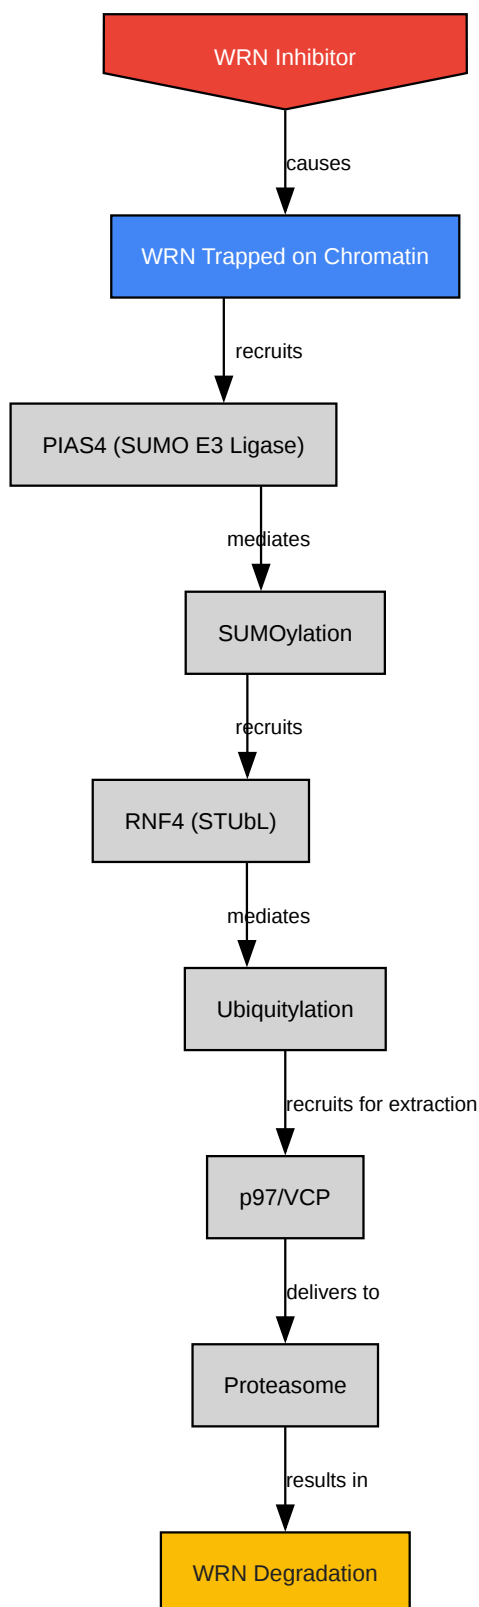 WRN Inhibitor
causes
WRN Trapped on Chromatin
recruits
PIAS4 (SUMO E3 Ligase)
mediates
SUMOylation
recruits
RNF4 (STUbL)
mediates
Ubiquitylation
recruits for extraction
p97/VCP
delivers to
Proteasome
results in
WRN Degradation